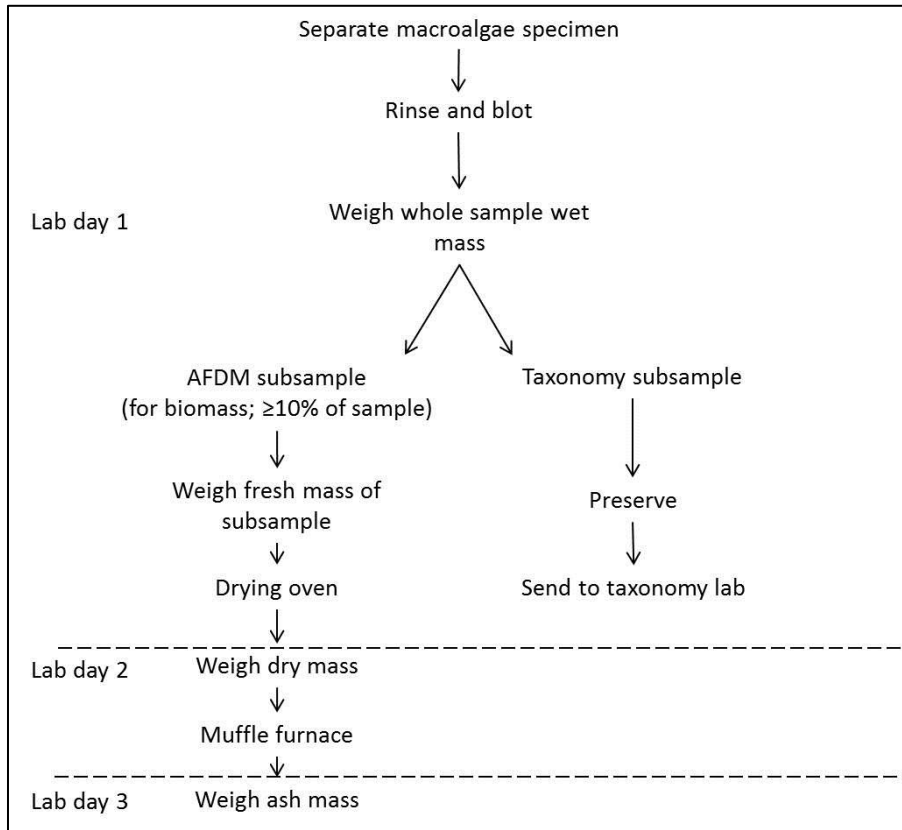 Separate macroalgae specimen
Rinse and blot
Lab day 1
Weigh whole sample wet
mass
AFDM subsample
(for biomass; ≥10% of sample)
Taxonomy subsample
Weigh fresh mass of
subsample
Preserve
Drying oven
Send to taxonomy lab
Lab day 2
Weigh dry mass
Muffle furnace
Lab day 3
Weigh ash mass